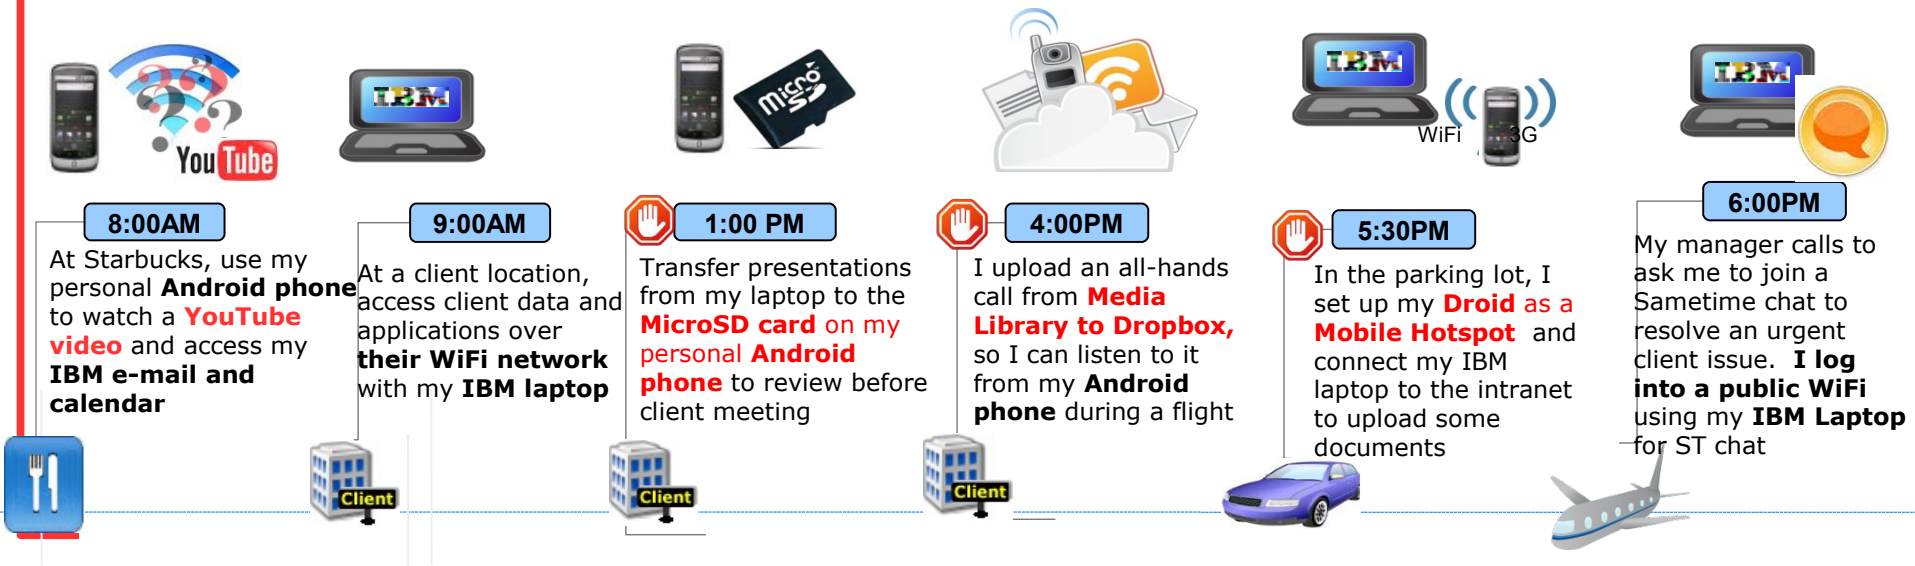 YouTube
IBM
Micro
SD
IBM
WiFi
3G
IBM
8:00AM
At Starbucks, use my
personal Android phone
to watch a YouTube
video and access my
IBM e-mail and
calendar
9:00AM
At a client location,
access client data and
applications over
their WiFi network
with my IBM laptop
Client
1:00 PM
Transfer presentations
from my laptop to the
MicroSD card on my
personal Android
phone to review before
client meeting
Client
4:00PM
I upload an all-hands
call from Media
Library to Dropbox,
so I can listen to it
from my Android
phone during a flight
Client
5:30PM
In the parking lot, I
set up my Droid as a
Mobile Hotspot and
connect my IBM
laptop to the intranet
to upload some
documents
6:00PM
My manager calls to
ask me to join a
Sametime chat to
resolve an urgent
client issue. I log
into a public WiFi
using my IBM Laptop
for ST chat